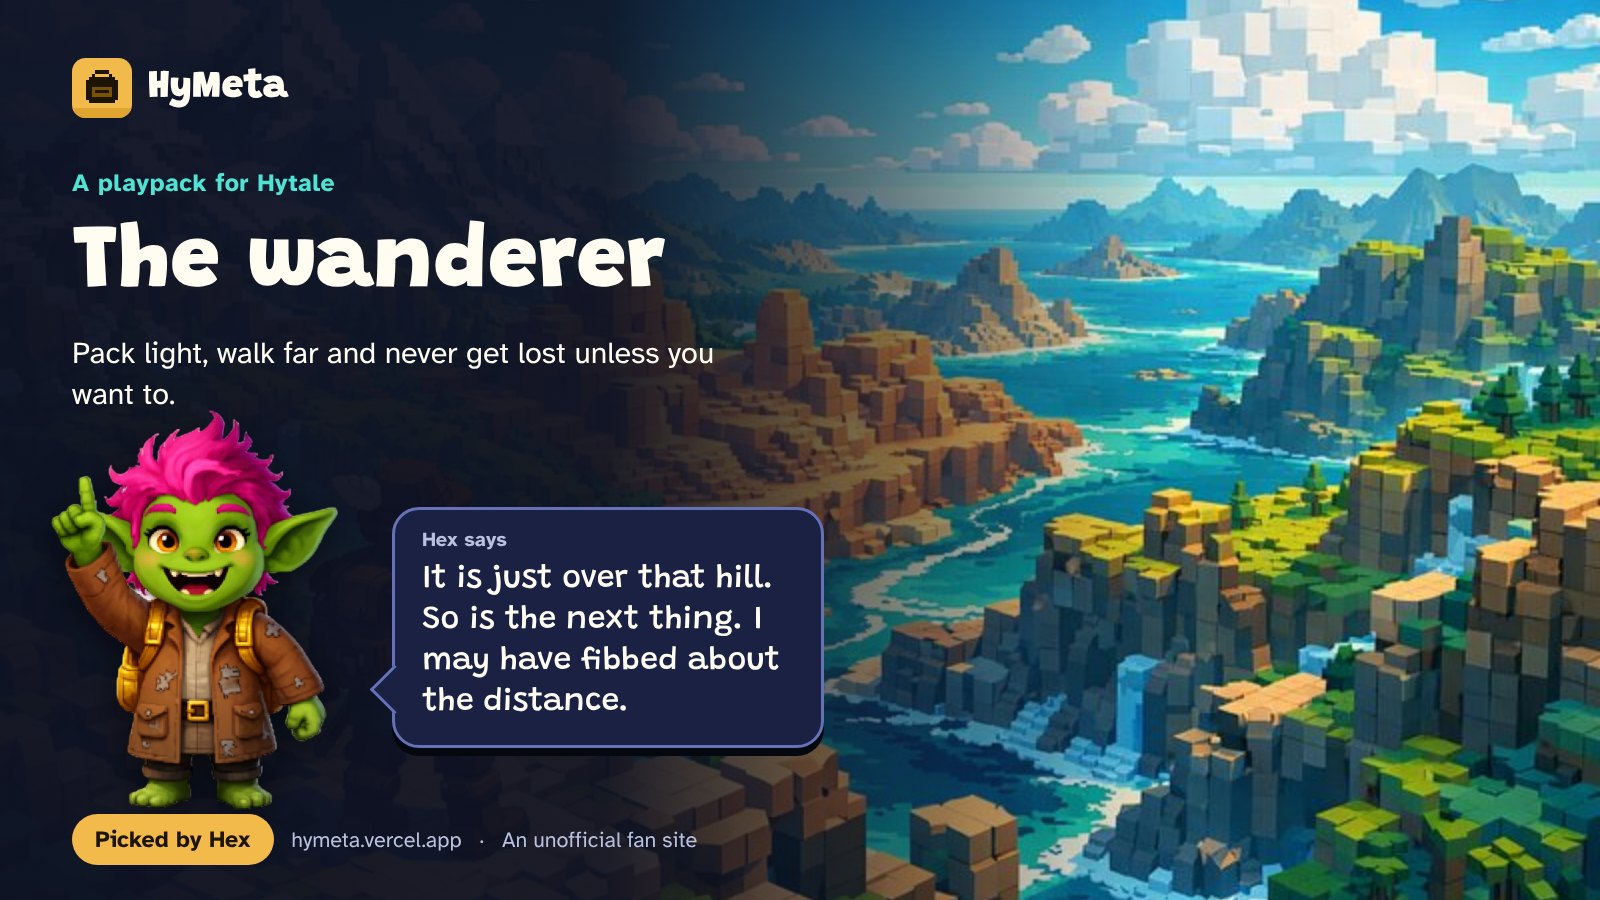 HyMeta
A playpack for Hytale
The wanderer
Pack light, walk far and never get lost unless you
want to.
Hex says
It is just over that hill.
So is the next thing. I
may have fibbed about
the distance.
Picked by Hex
hymeta.vercel.app · An unofficial fan site